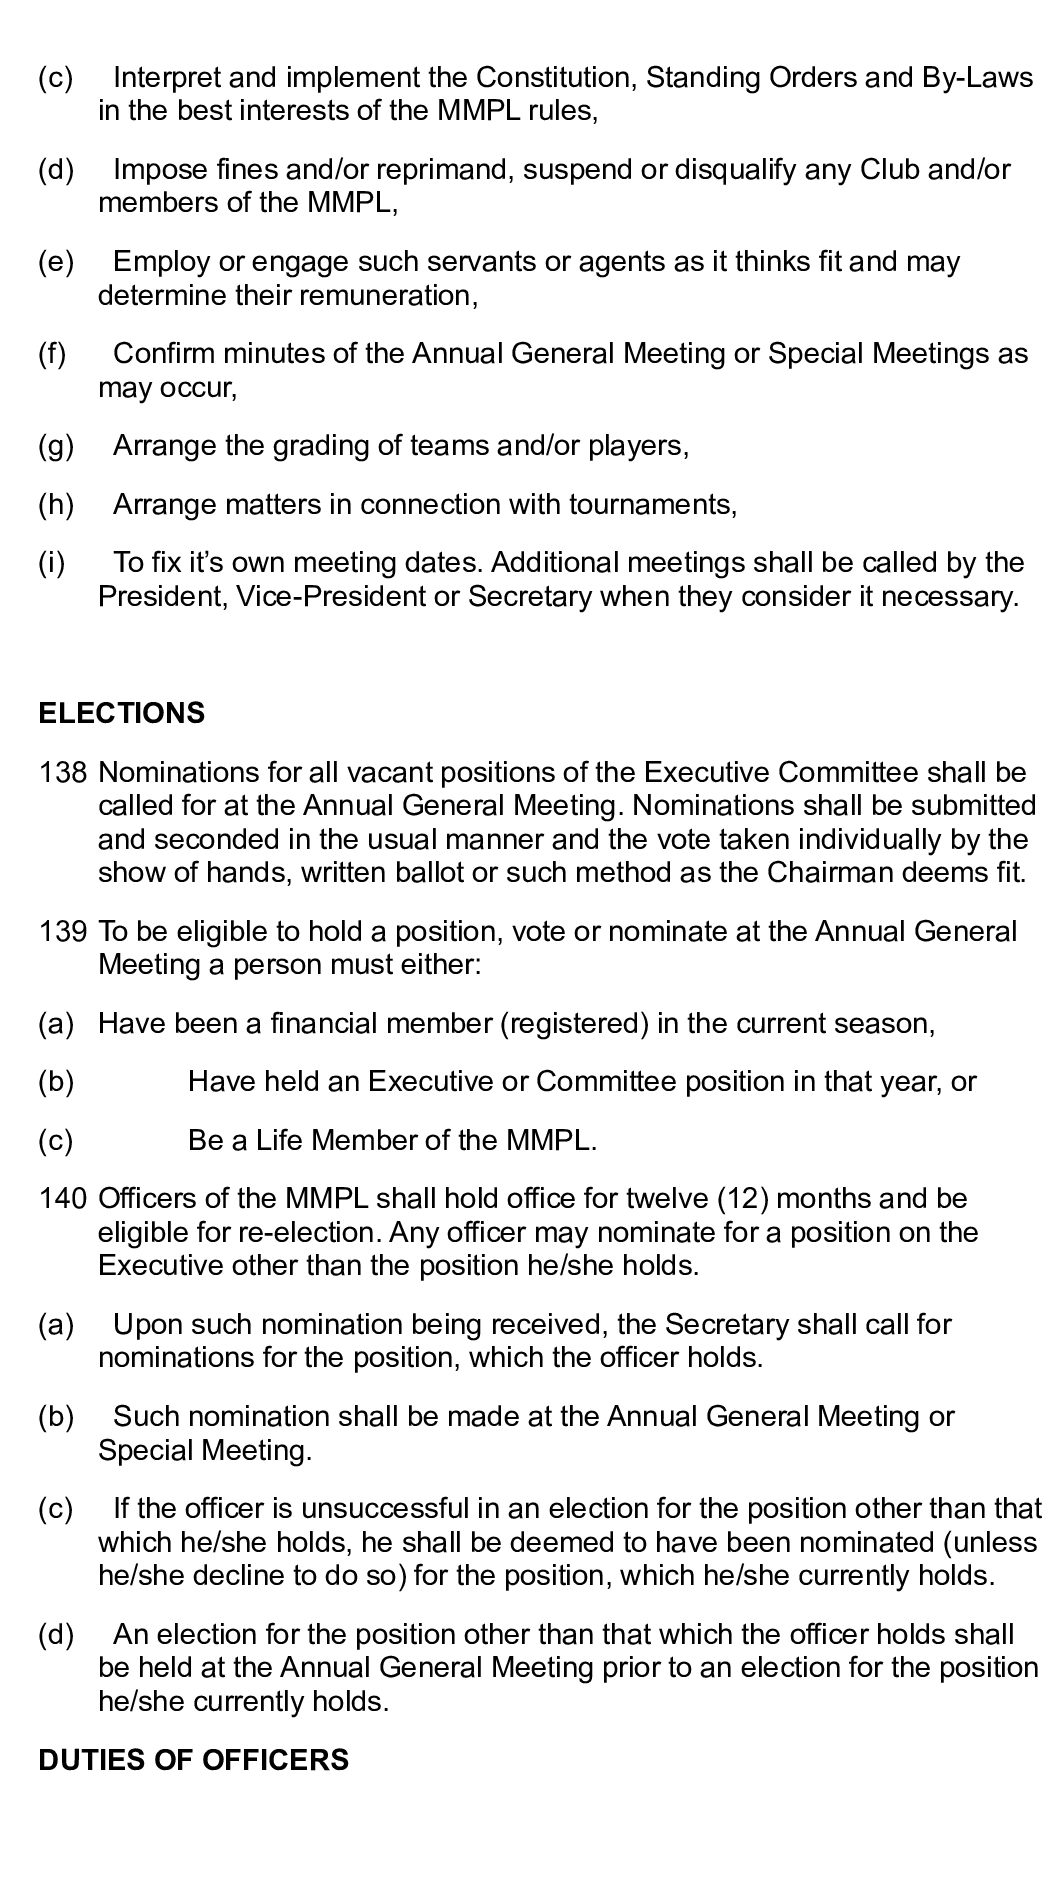 (c) Interpret and implement the Constitution, Standing Orders and By-Laws
in the best interests of the MMPL rules,
(d) Impose fines and/or reprimand, suspend or disqualify any Club and/or
members of the MMPL,
(e) Employ or engage such servants or agents as it thinks fit and may
determine their remuneration,
(f) Confirm minutes of the Annual General Meeting or Special Meetings as
may occur,
(g) Arrange the grading of teams and/or players,
(h) Arrange matters in connection with tournaments,
(i) To fix it’s own meeting dates. Additional meetings shall be called by the
President, Vice-President or Secretary when they consider it necessary.
ELECTIONS
138 Nominations for all vacant positions of the Executive Committee shall be
called for at the Annual General Meeting. Nominations shall be submitted
and seconded in the usual manner and the vote taken individually by the
show of hands, written ballot or such method as the Chairman deems fit.
139 To be eligible to hold a position, vote or nominate at the Annual General
Meeting a person must either:
(a) Have been a financial member (registered) in the current season,
(b) Have held an Executive or Committee position in that year, or
(c) Be a Life Member of the MMPL.
140 Officers of the MMPL shall hold office for twelve (12) months and be
eligible for re-election. Any officer may nominate for a position on the
Executive other than the position he/she holds.
(a) Upon such nomination being received, the Secretary shall call for
nominations for the position, which the officer holds.
(b) Such nomination shall be made at the Annual General Meeting or
Special Meeting.
(c) If the officer is unsuccessful in an election for the position other than that
which he/she holds, he shall be deemed to have been nominated (unless
he/she decline to do so) for the position, which he/she currently holds.
(d) An election for the position other than that which the officer holds shall
be held at the Annual General Meeting prior to an election for the position
he/she currently holds.
DUTIES OF OFFICERS